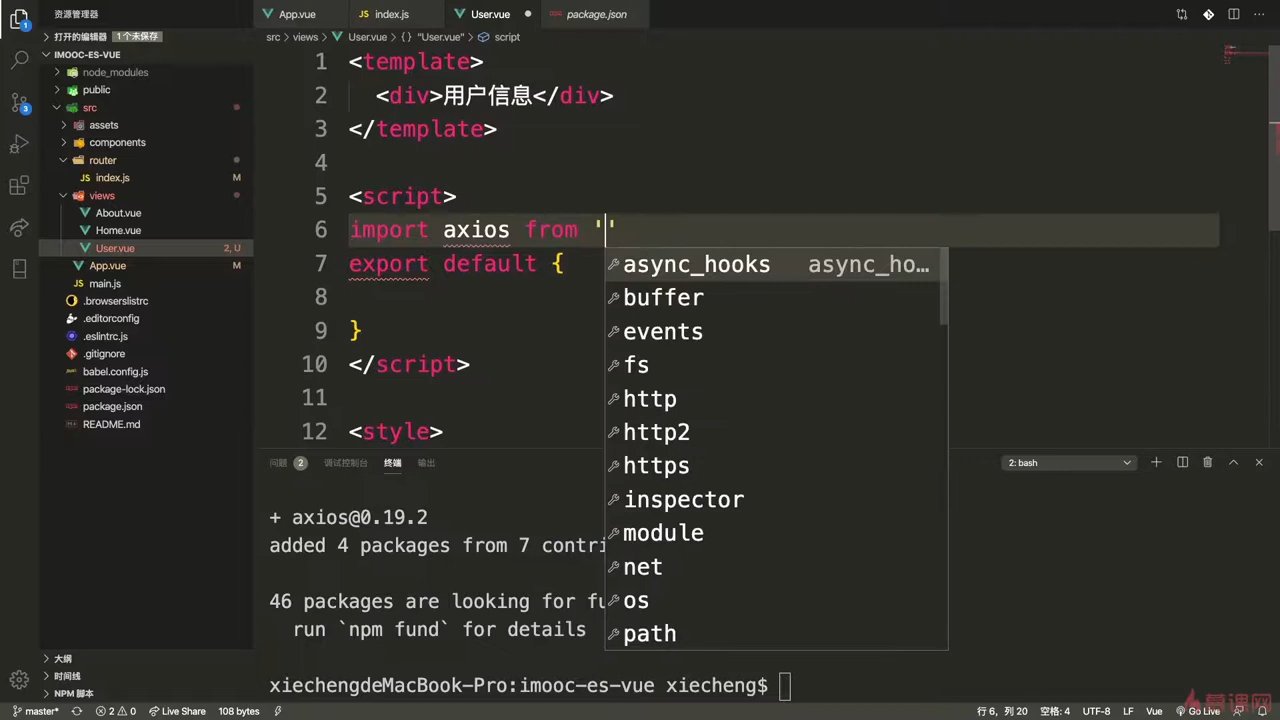 资源管理器
App.vue
index.js
User.vue
package.json
打开的编辑器 1个未保存
src › views › User.vue › {} "User.vue" › script
IMOOC-ES-VUE
node_modules
public
src
assets
components
router
index.js M
views
About.vue
Home.vue
User.vue 2, U
App.vue M
main.js
.browserslistrc
.editorconfig
.eslintrc.js
.gitignore
babel.config.js
package-lock.json
package.json
README.md
大纲
时间线
NPM 脚本
1 <template>
2 <div>用户信息</div>
3 </template>
4
5 <script>
6 import axios from ''
7 export default {
8
9 }
10 </script>
11
12 <style>
async_hooks async_ho…
buffer
events
fs
http
http2
https
inspector
module
net
os
path
问题 2 调试控制台 终端 输出
2: bash
+ axios@0.19.2
added 4 packages from 7 contri
46 packages are looking for fu
run `npm fund` for details
xiechengdeMacBook-Pro:imooc-es-vue xiecheng$
1
3
master* 2 0 Live Share 108 bytes
行 6，列 20 空格: 4 UTF-8 LF Vue Go Live
慕课网